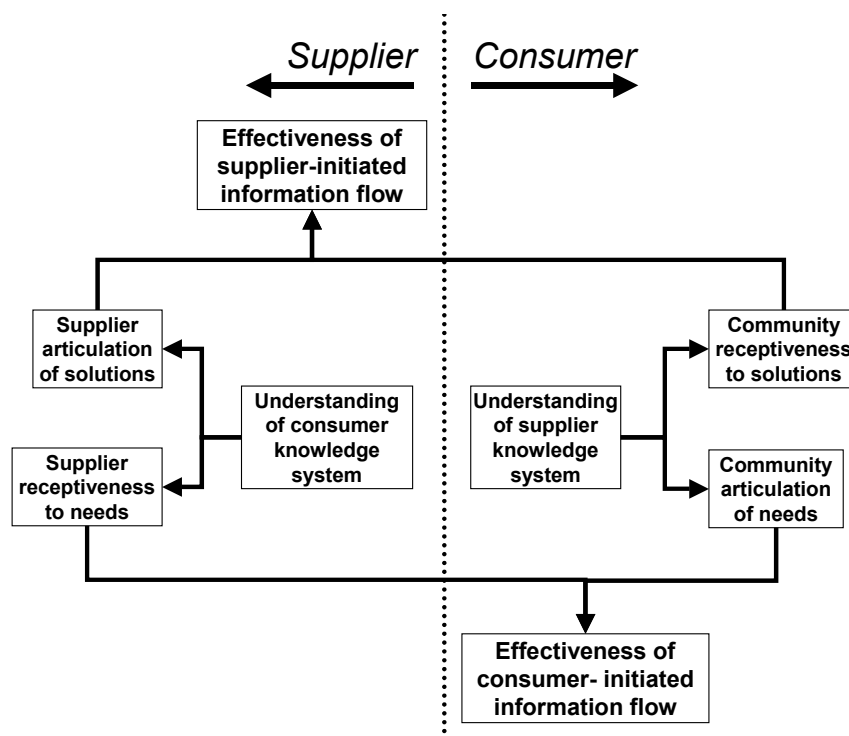 Supplier
Consumer
Effectiveness of
supplier-initiated
information flow
Supplier
articulation
of solutions
Community
receptiveness
to solutions
Understanding
of consumer
knowledge
system
Understanding
of supplier
knowledge
system
Supplier
receptiveness
to needs
Community
articulation
of needs
Effectiveness of
consumer- initiated
information flow